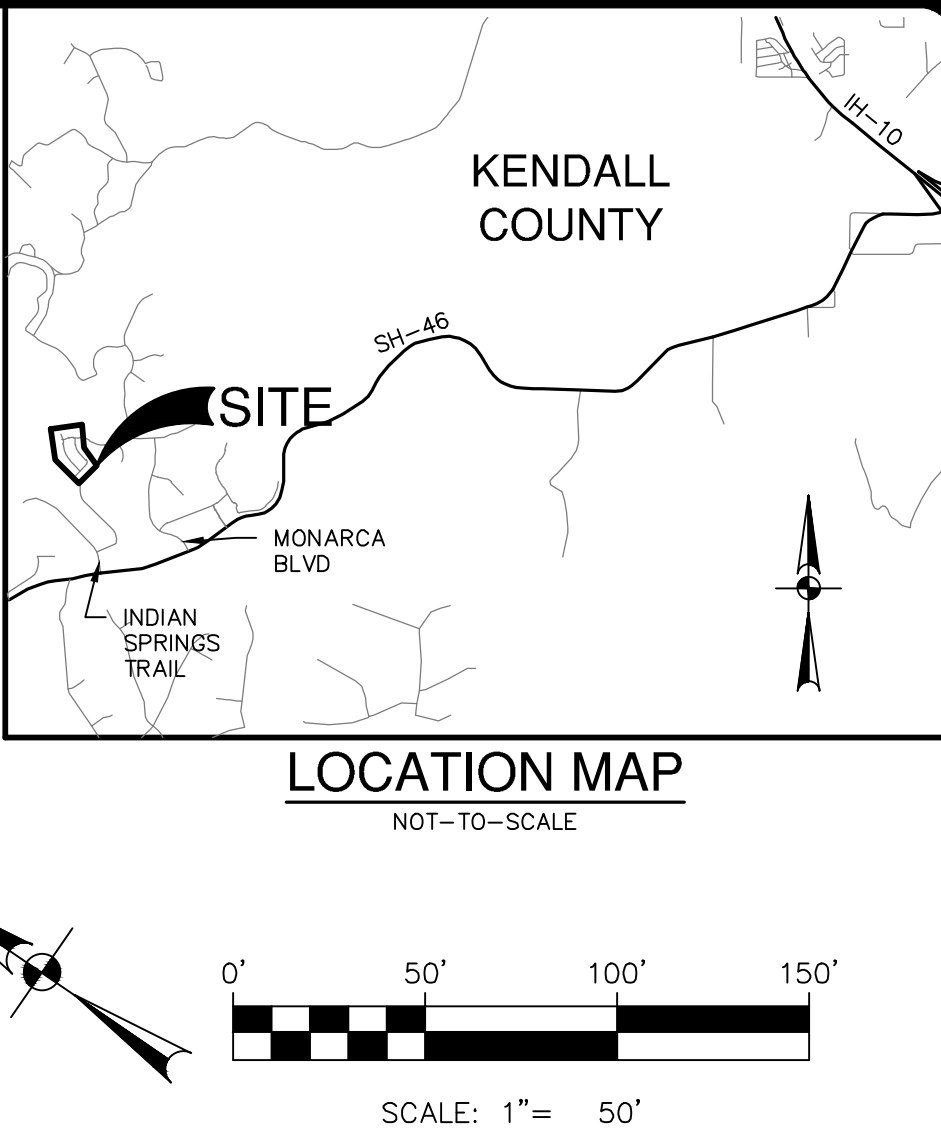 IH-10
KENDALL
COUNTY
SH-46
SITE
MONARCA
BLVD
INDIAN
SPRINGS
TRAIL
LOCATION MAP
NOT-TO-SCALE
0' 50' 100' 150'
SCALE: 1"= 50'